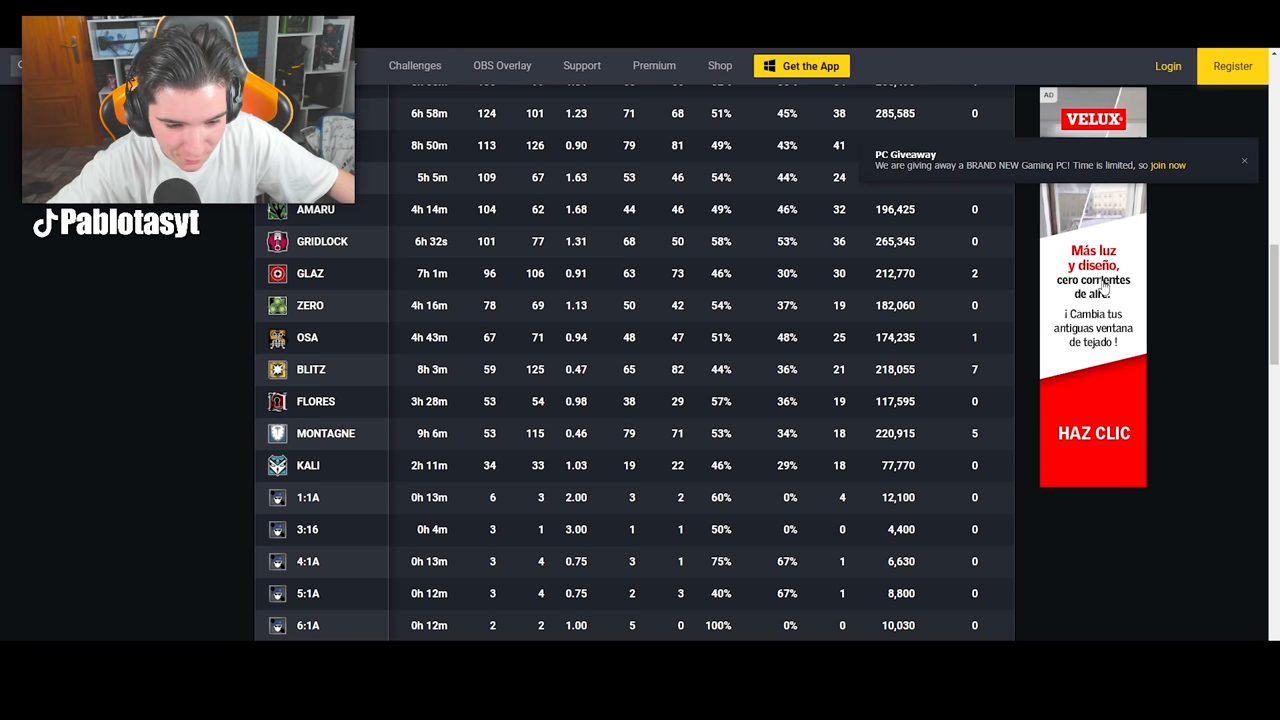 Challenges OBS Overlay Support Premium Shop Get the App Login Register
6h 58m 124 101 1.23 71 68 51% 45% 38 285,585 0
6h 50m 113 126 0.90 79 81 49% 43% 41
5h 5m 109 67 1.63 53 46 54% 44% 24
AMARU 4h 14m 104 62 1.68 44 46 49% 46% 32 196,425 0
GRIDLOCK 6h 32s 101 77 1.31 68 50 58% 53% 36 265,345 0
GLAZ 7h 1m 96 106 0.91 63 73 46% 30% 30 212,770 2
ZERO 4h 16m 78 69 1.13 50 42 54% 37% 19 182,060 0
OSA 4h 43m 67 71 0.94 48 47 51% 48% 25 174,235 1
BLITZ 8h 3m 59 125 0.47 65 82 44% 36% 21 218,055 7
FLORES 3h 28m 53 54 0.98 38 29 57% 36% 19 117,595 0
MONTAGNE 9h 6m 53 115 0.46 79 71 53% 34% 18 220,915 5
KALI 2h 11m 34 33 1.03 19 22 46% 29% 18 77,770 0
1:1A 0h 13m 6 3 2.00 3 2 60% 0% 4 12,100 0
3:16 0h 4m 3 1 3.00 1 1 50% 0% 0 4,400 0
4:1A 0h 13m 3 4 0.75 3 1 75% 67% 1 6,630 0
5:1A 0h 12m 3 4 0.75 2 3 40% 67% 1 8,800 0
6:1A 0h 12m 2 2 1.00 5 0 100% 0% 0 10,030 0
Pablotasyt
AD
VELUX
PC Giveaway
We are giving away a BRAND NEW Gaming PC! Time is limited, so join now
Más luz
y diseño,
cero corrientes
de aire.
¡ Cambia tus
antiguas ventana
de tejado !
HAZ CLIC